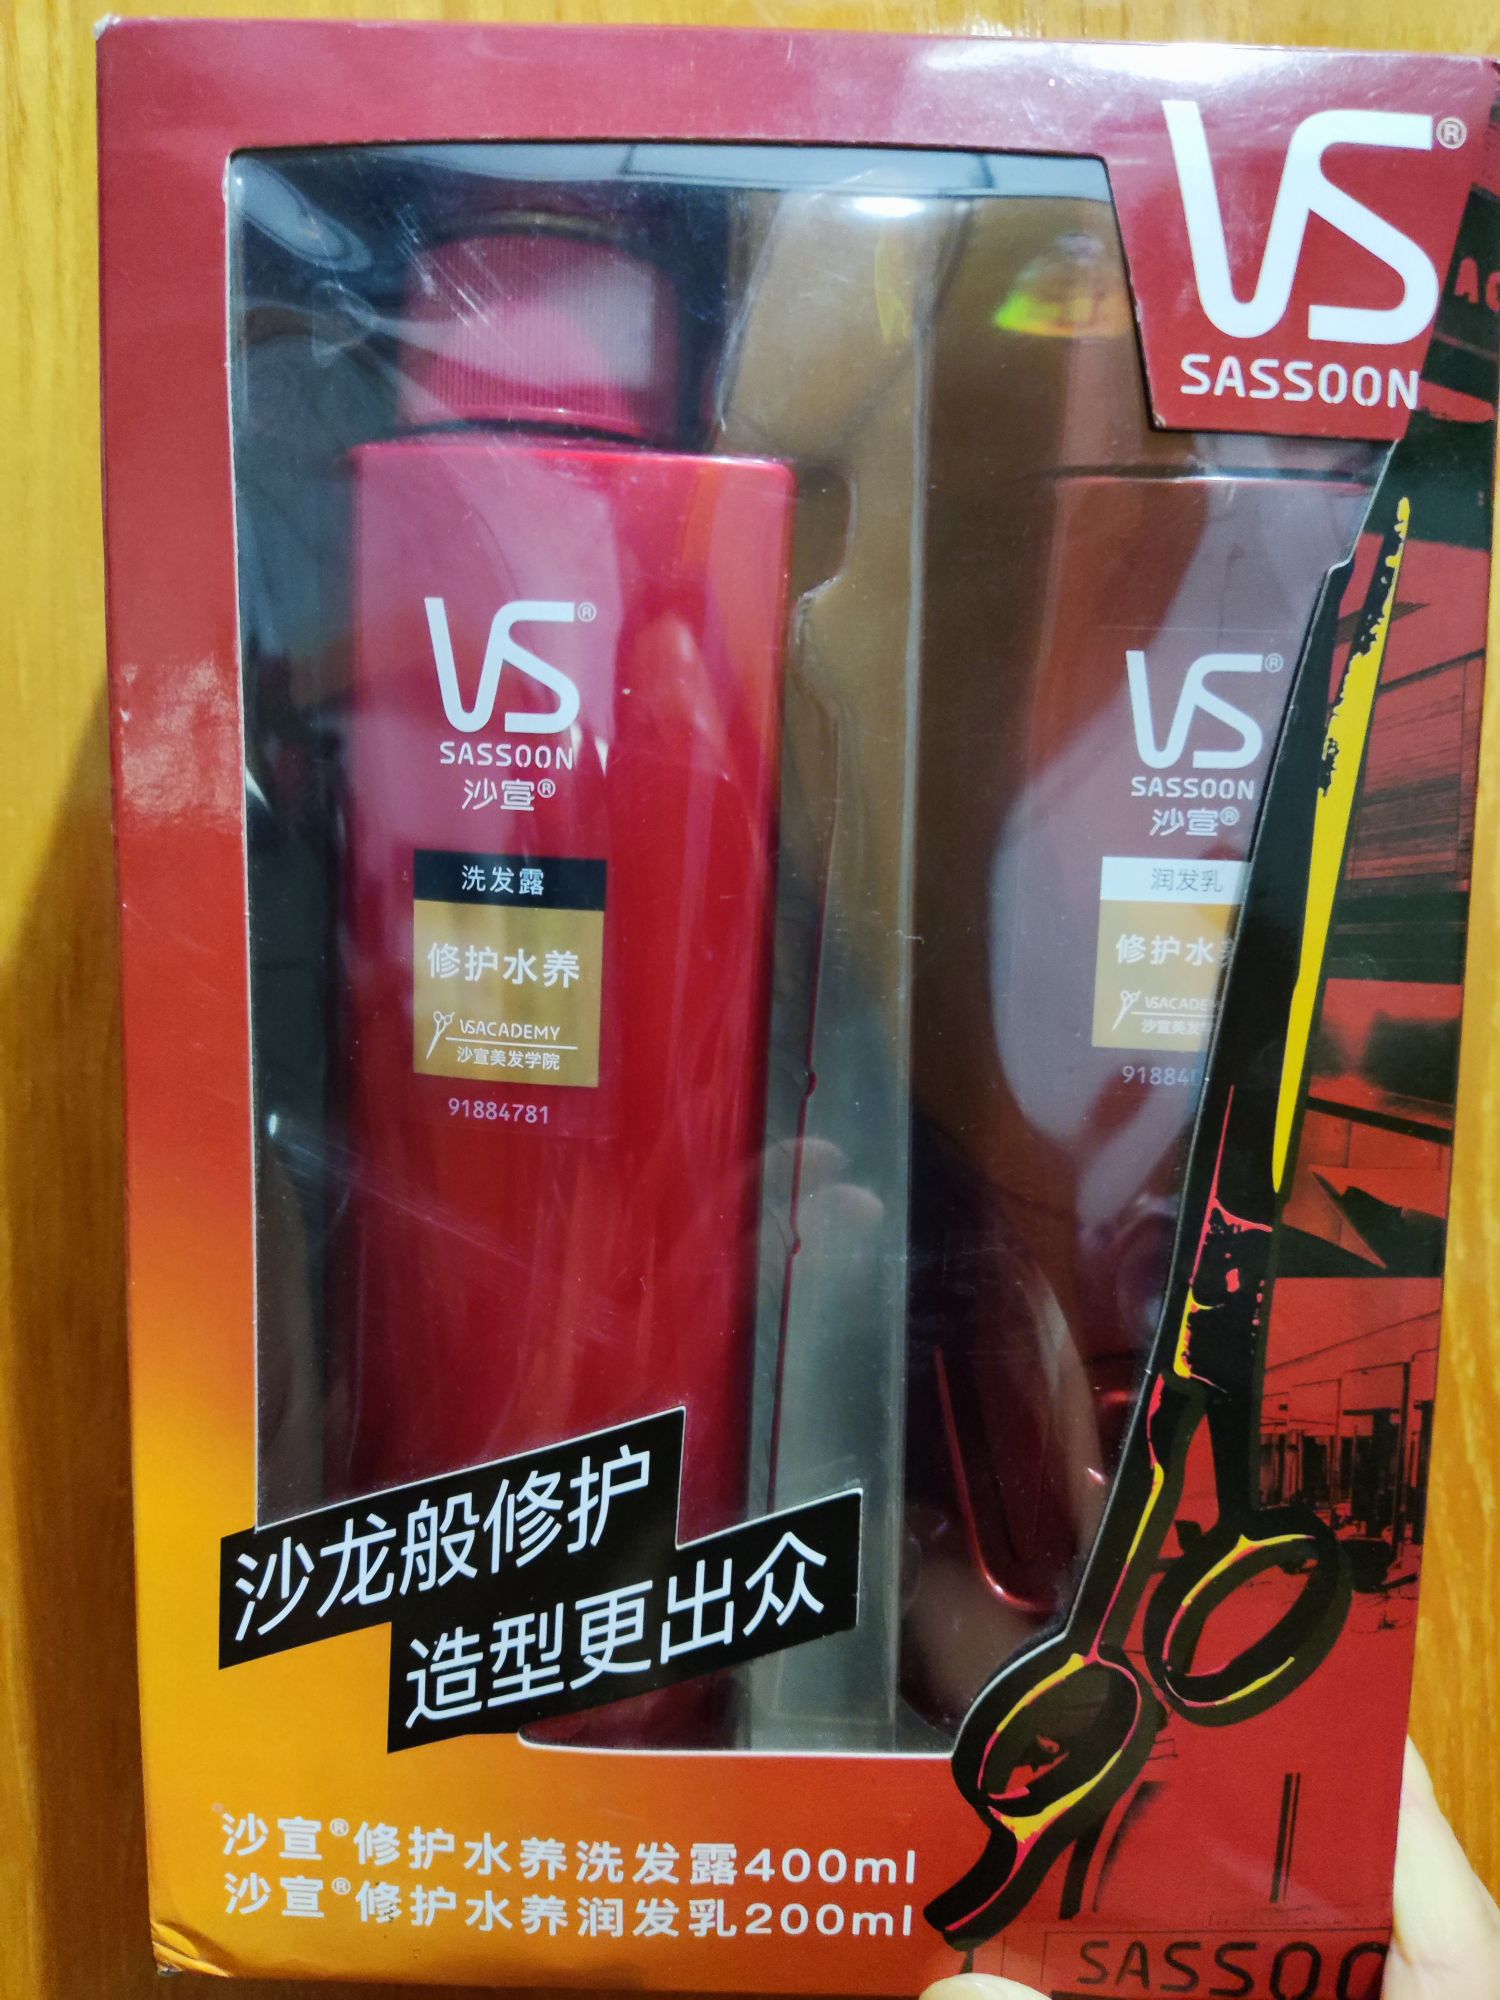 VS®
SASSOON
VS®
SASSOON
沙宣®
洗发露
修护水养
VSACADEMY
沙宣美发学院
91884781
VS®
SASSOON
沙宣®
润发乳
修护水
沙龙般修护
造型更出众
沙宣®修护水养洗发露400ml
沙宣®修护水养润发乳200ml